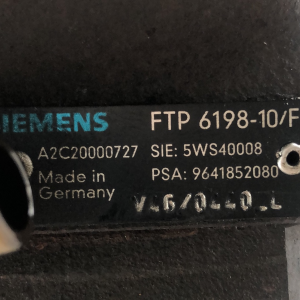 SIEMENS FTP 6198-10/F
A2C20000727 SIE: 5WS40008
Made in PSA: 9641852080
Germany